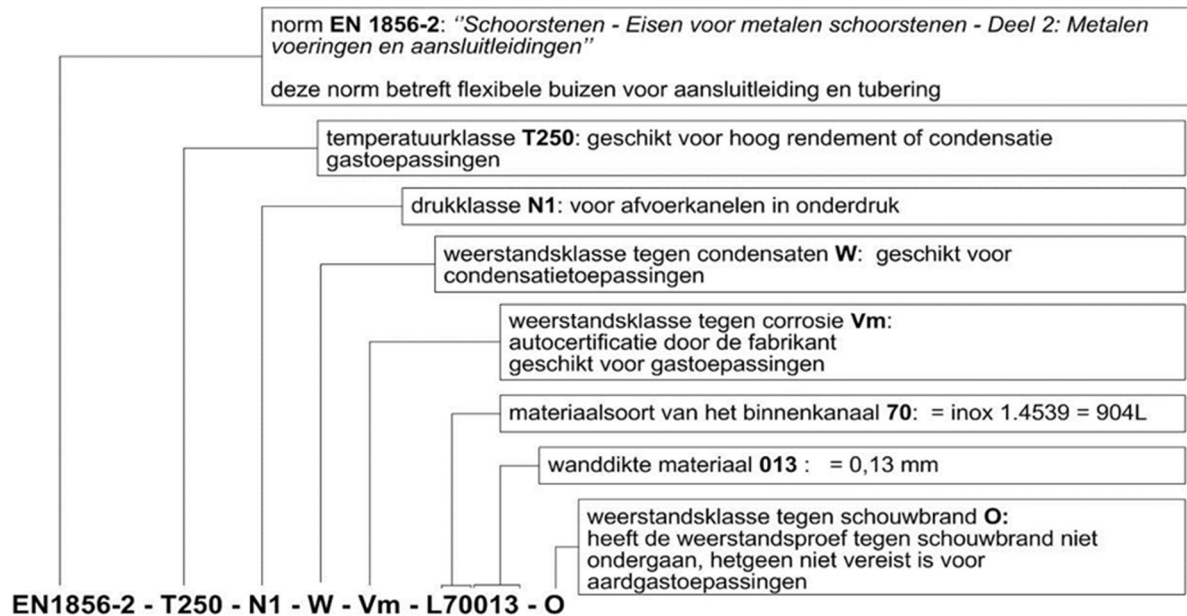 norm EN 1856-2: ‘‘Schoorstenen - Eisen voor metalen schoorstenen - Deel 2: Metalen
voeringen en aansluitleidingen’’
deze norm betreft flexibele buizen voor aansluitleiding en tubering
temperatuurklasse T250: geschikt voor hoog rendement of condensatie
gastoepassingen
drukklasse N1: voor afvoerkanelen in onderdruk
weerstandsklasse tegen condensaten W: geschikt voor
condensatietoepassingen
weerstandsklasse tegen corrosie Vm:
autocertificatie door de fabrikant
geschikt voor gastoepassingen
materiaalsoort van het binnenkanaal 70: = inox 1.4539 = 904L
wanddikte materiaal 013 : = 0,13 mm
weerstandsklasse tegen schouwbrand O:
heeft de weerstandsproef tegen schouwbrand niet
ondergaan, hetgeen niet vereist is voor
aardgastoepassingen
EN1856-2 - T250 - N1 - W - Vm - L70013 - O